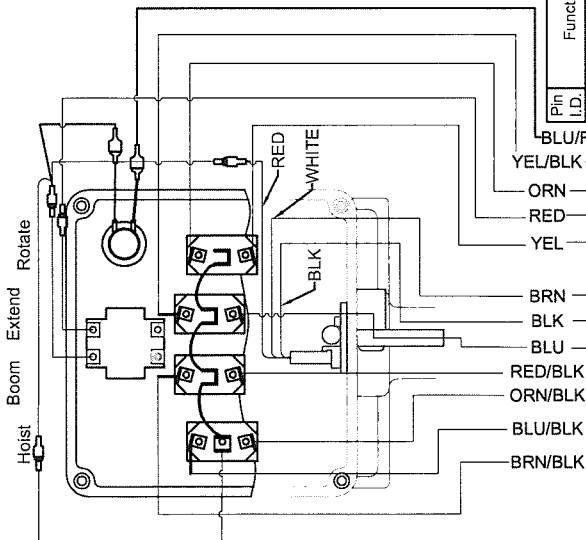 Funct
Pin
I.D.
BLU/
YEL/BLK
ORN
RED
YEL
BRN
BLK
BLU
RED/BLK
ORN/BLK
BLU/BLK
BRN/BLK
RED
WHITE
BLK
Rotate
Extend
Boom
Hoist